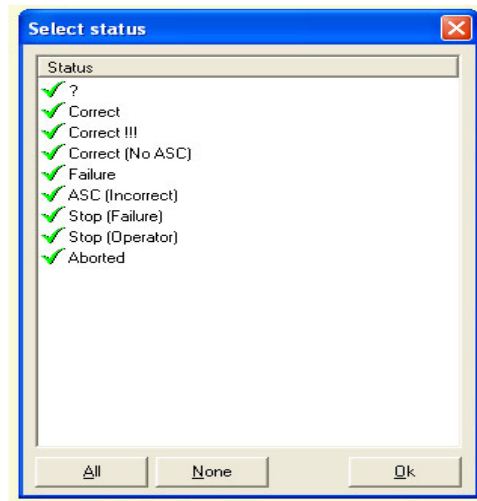 Select status
Status
?
Correct
Correct !!!
Correct (No ASC)
Failure
ASC (Incorrect)
Stop (Failure)
Stop (Operator)
Aborted
All None Ok